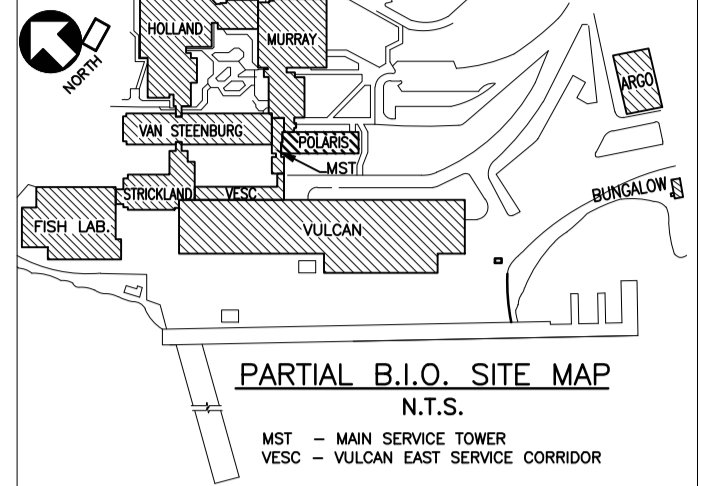 HOLLAND
MURRAY
NORTH
ARGO
VAN STEENBURG
POLARIS
MST
BUNGALOW
STRICKLAND
VESC
FISH LAB.
VULCAN
PARTIAL B.I.O. SITE MAP
N.T.S.
MST – MAIN SERVICE TOWER
VESC – VULCAN EAST SERVICE CORRIDOR